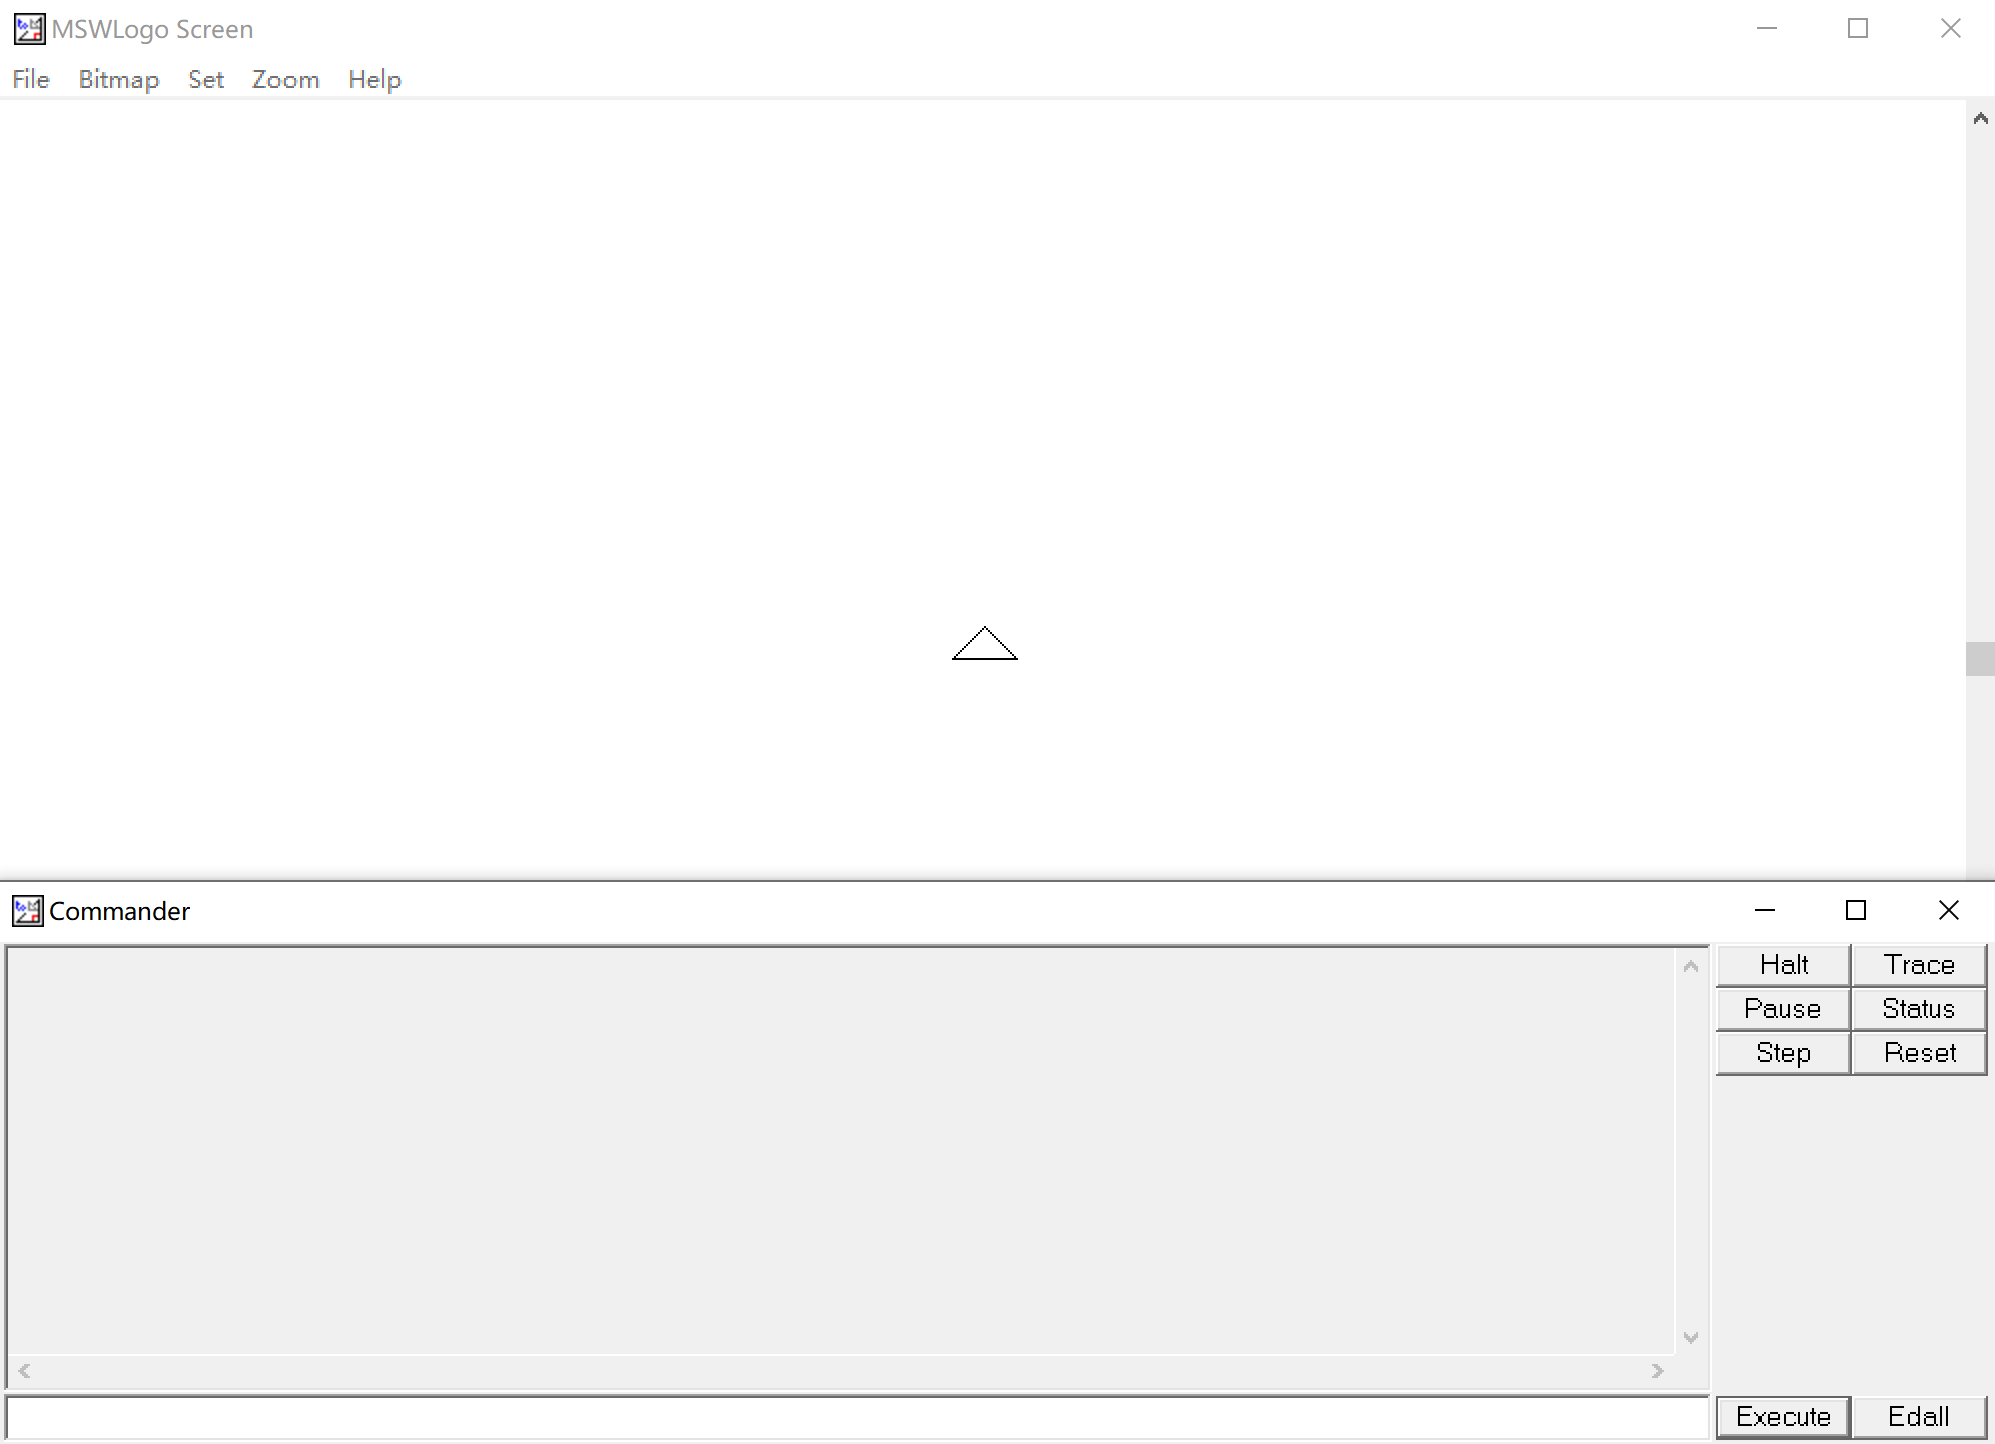 MSWLogo Screen
File Bitmap Set Zoom Help
Commander
Halt Trace
Pause Status
Step Reset
Execute Edall